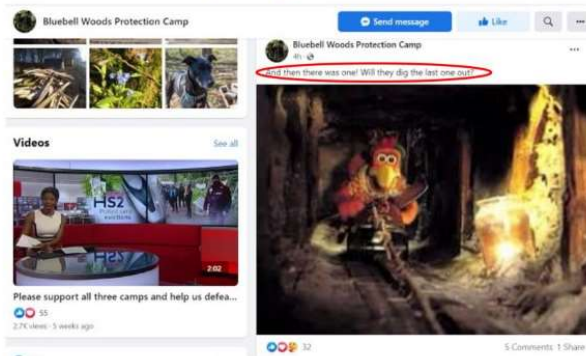 Bluebell Woods Protection Camp
Send message
Like
Bluebell Woods Protection Camp
4h
And then there was one! Will they dig the last one out?
Videos
See all
HS2
2:02
Please support all three camps and help us defea...
55
2.7K views · 5 weeks ago
32
5 Comments 1 Share